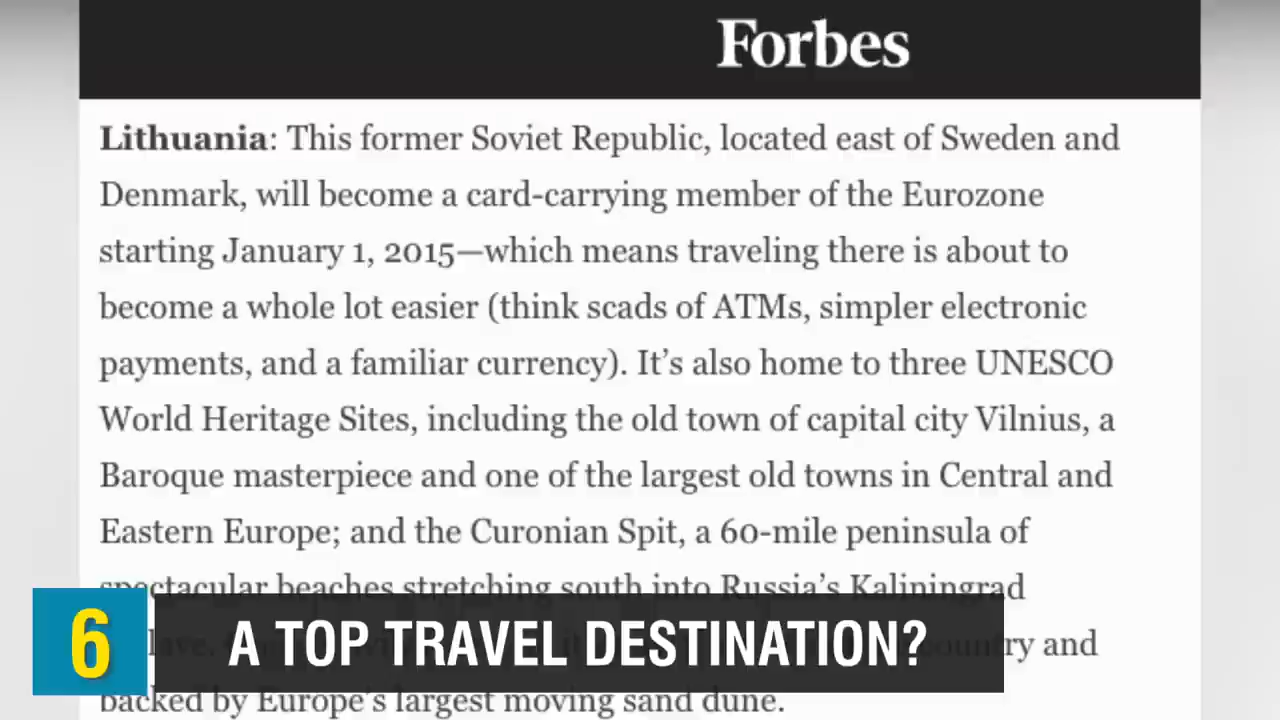 Forbes
Lithuania: This former Soviet Republic, located east of Sweden and
Denmark, will become a card-carrying member of the Eurozone
starting January 1, 2015—which means traveling there is about to
become a whole lot easier (think scads of ATMs, simpler electronic
payments, and a familiar currency). It's also home to three UNESCO
World Heritage Sites, including the old town of capital city Vilnius, a
Baroque masterpiece and one of the largest old towns in Central and
Eastern Europe; and the Curonian Spit, a 60-mile peninsula of
spectacular beaches stretching south into Russia's Kaliningrad
country and
backed by Europe's largest moving sand dune.
6
A TOP TRAVEL DESTINATION?